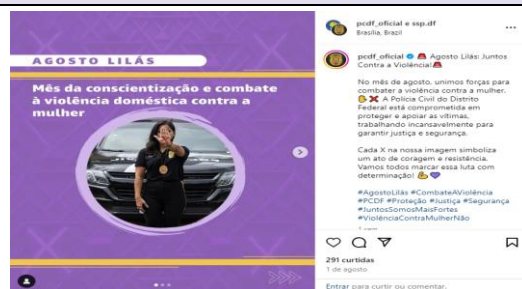 AGOSTO LILÁS
Mês da conscientização e combate
à violência doméstica contra a
mulher
pcdf_oficial e ssp.df
Brasília, Brazil
pcdf_oficial 🚨 Agosto Lilás: Juntos
Contra a Violência!🚨
No mês de agosto, unimos forças para
combater a violência contra a mulher.
✊❌ A Polícia Civil do Distrito
Federal está comprometida em
proteger e apoiar as vítimas,
trabalhando incansavelmente para
garantir justiça e segurança.
Cada X na nossa imagem simboliza
um ato de coragem e resistência.
Vamos todos marcar essa luta com
determinação! 💪💜
#AgostoLilás #CombateAViolência
#PCDF #Proteção #Justiça #Segurança
#JuntosSomosMaisFortes
#ViolênciaContraMulherNão
291 curtidas
1 de agosto
Entrar para curtir ou comentar.